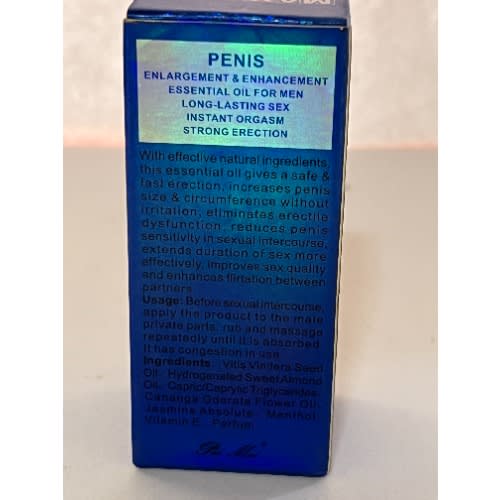 PENIS
ENLARGEMENT & ENHANCEMENT
ESSENTIAL OIL FOR MEN
LONG-LASTING SEX
INSTANT ORGASM
STRONG ERECTION
With effective natural ingredients,
this essential oil gives a safe &
fast erection, increases penis
size & circumference without
irritation, eliminates erectile
dysfunction, reduces penis
sensitivity in sexual intercourse,
extends duration of sex more
effectively, improves sex quality
and enhances flirtation between
partners.
Usage: Before sexual intercourse,
apply this product to the male
private parts, rub and massage
repeatedly until it is absorbed.
It has congestion in use.
Ingredients: Vitis Vinifera Seed
Oil、Hydrogenated Sweet Almond
Oil、Capric/Caprylic Triglycerides、
Cananga Odorata Flower Oil、
Jasmine Absolute、Menthol、
Vitamin E、Parfum